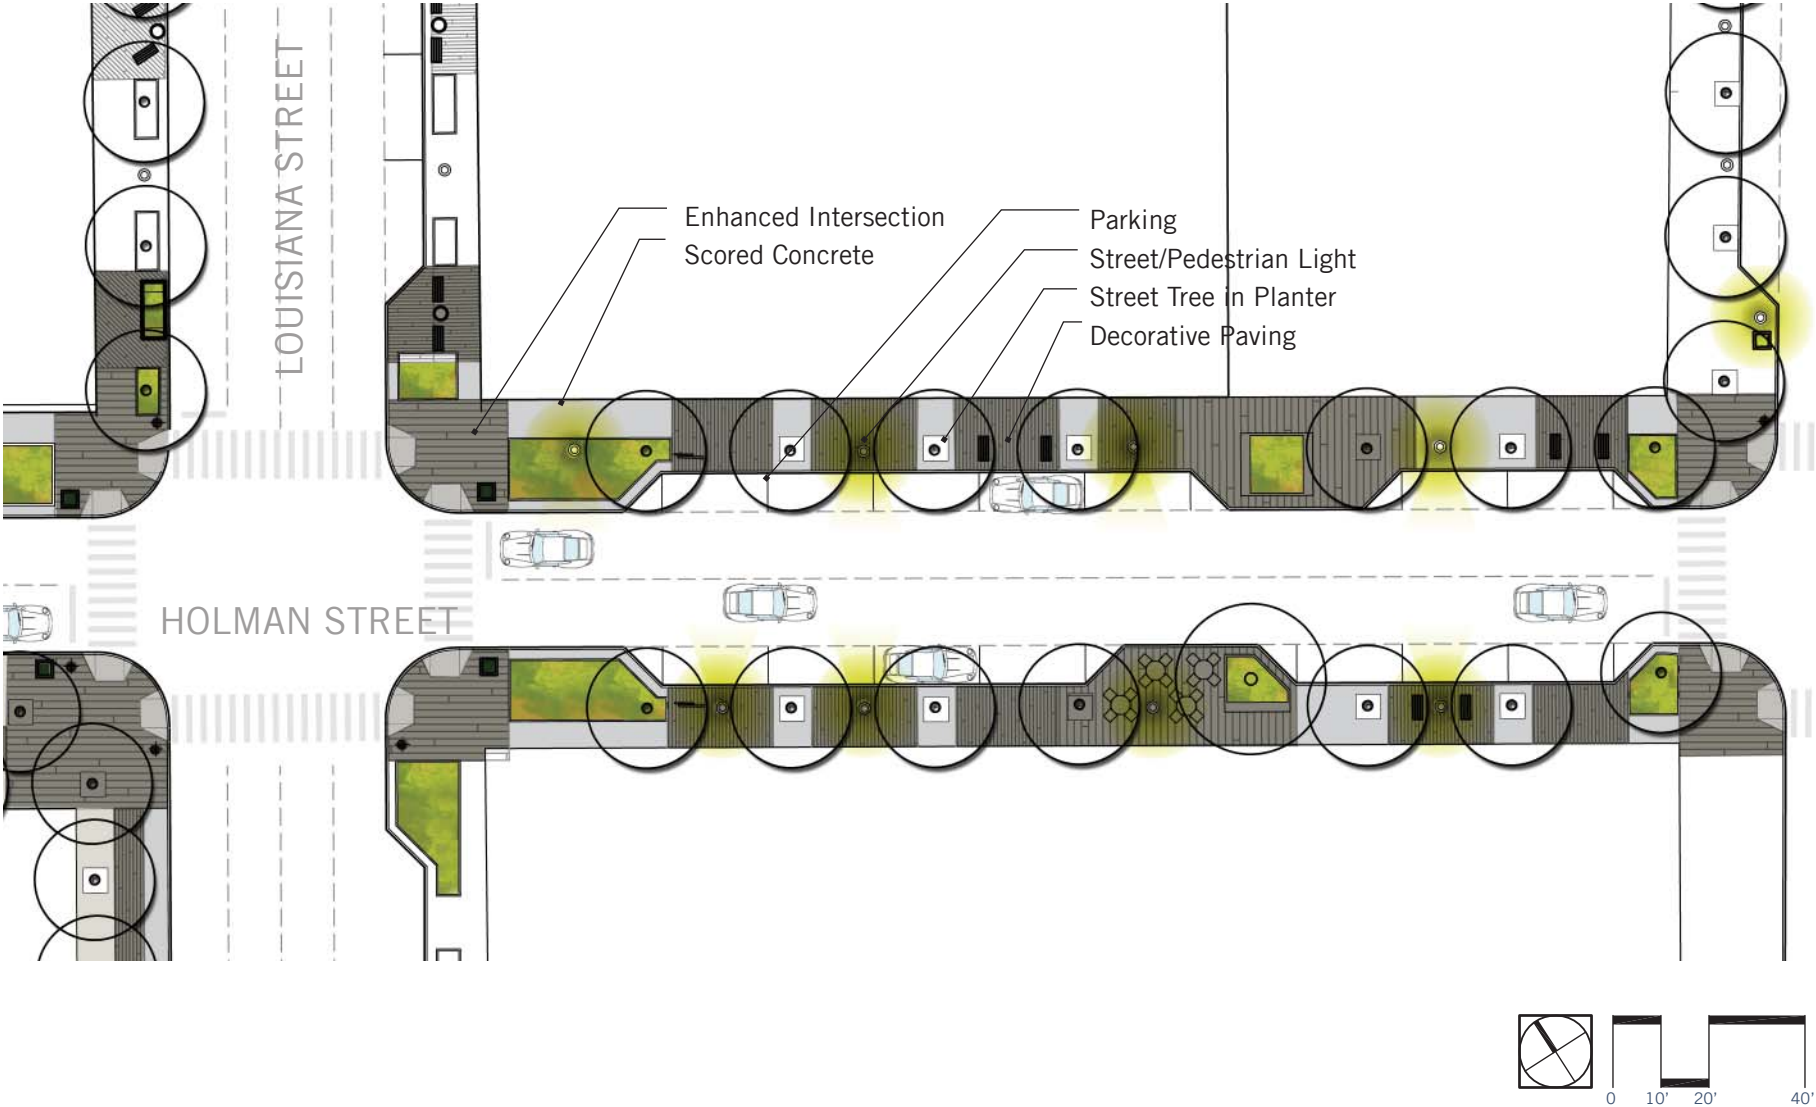 LOUISIANA STREET
Enhanced Intersection
Scored Concrete
Parking
Street/Pedestrian Light
Street Tree in Planter
Decorative Paving
HOLMAN STREET
0 10' 20' 40'